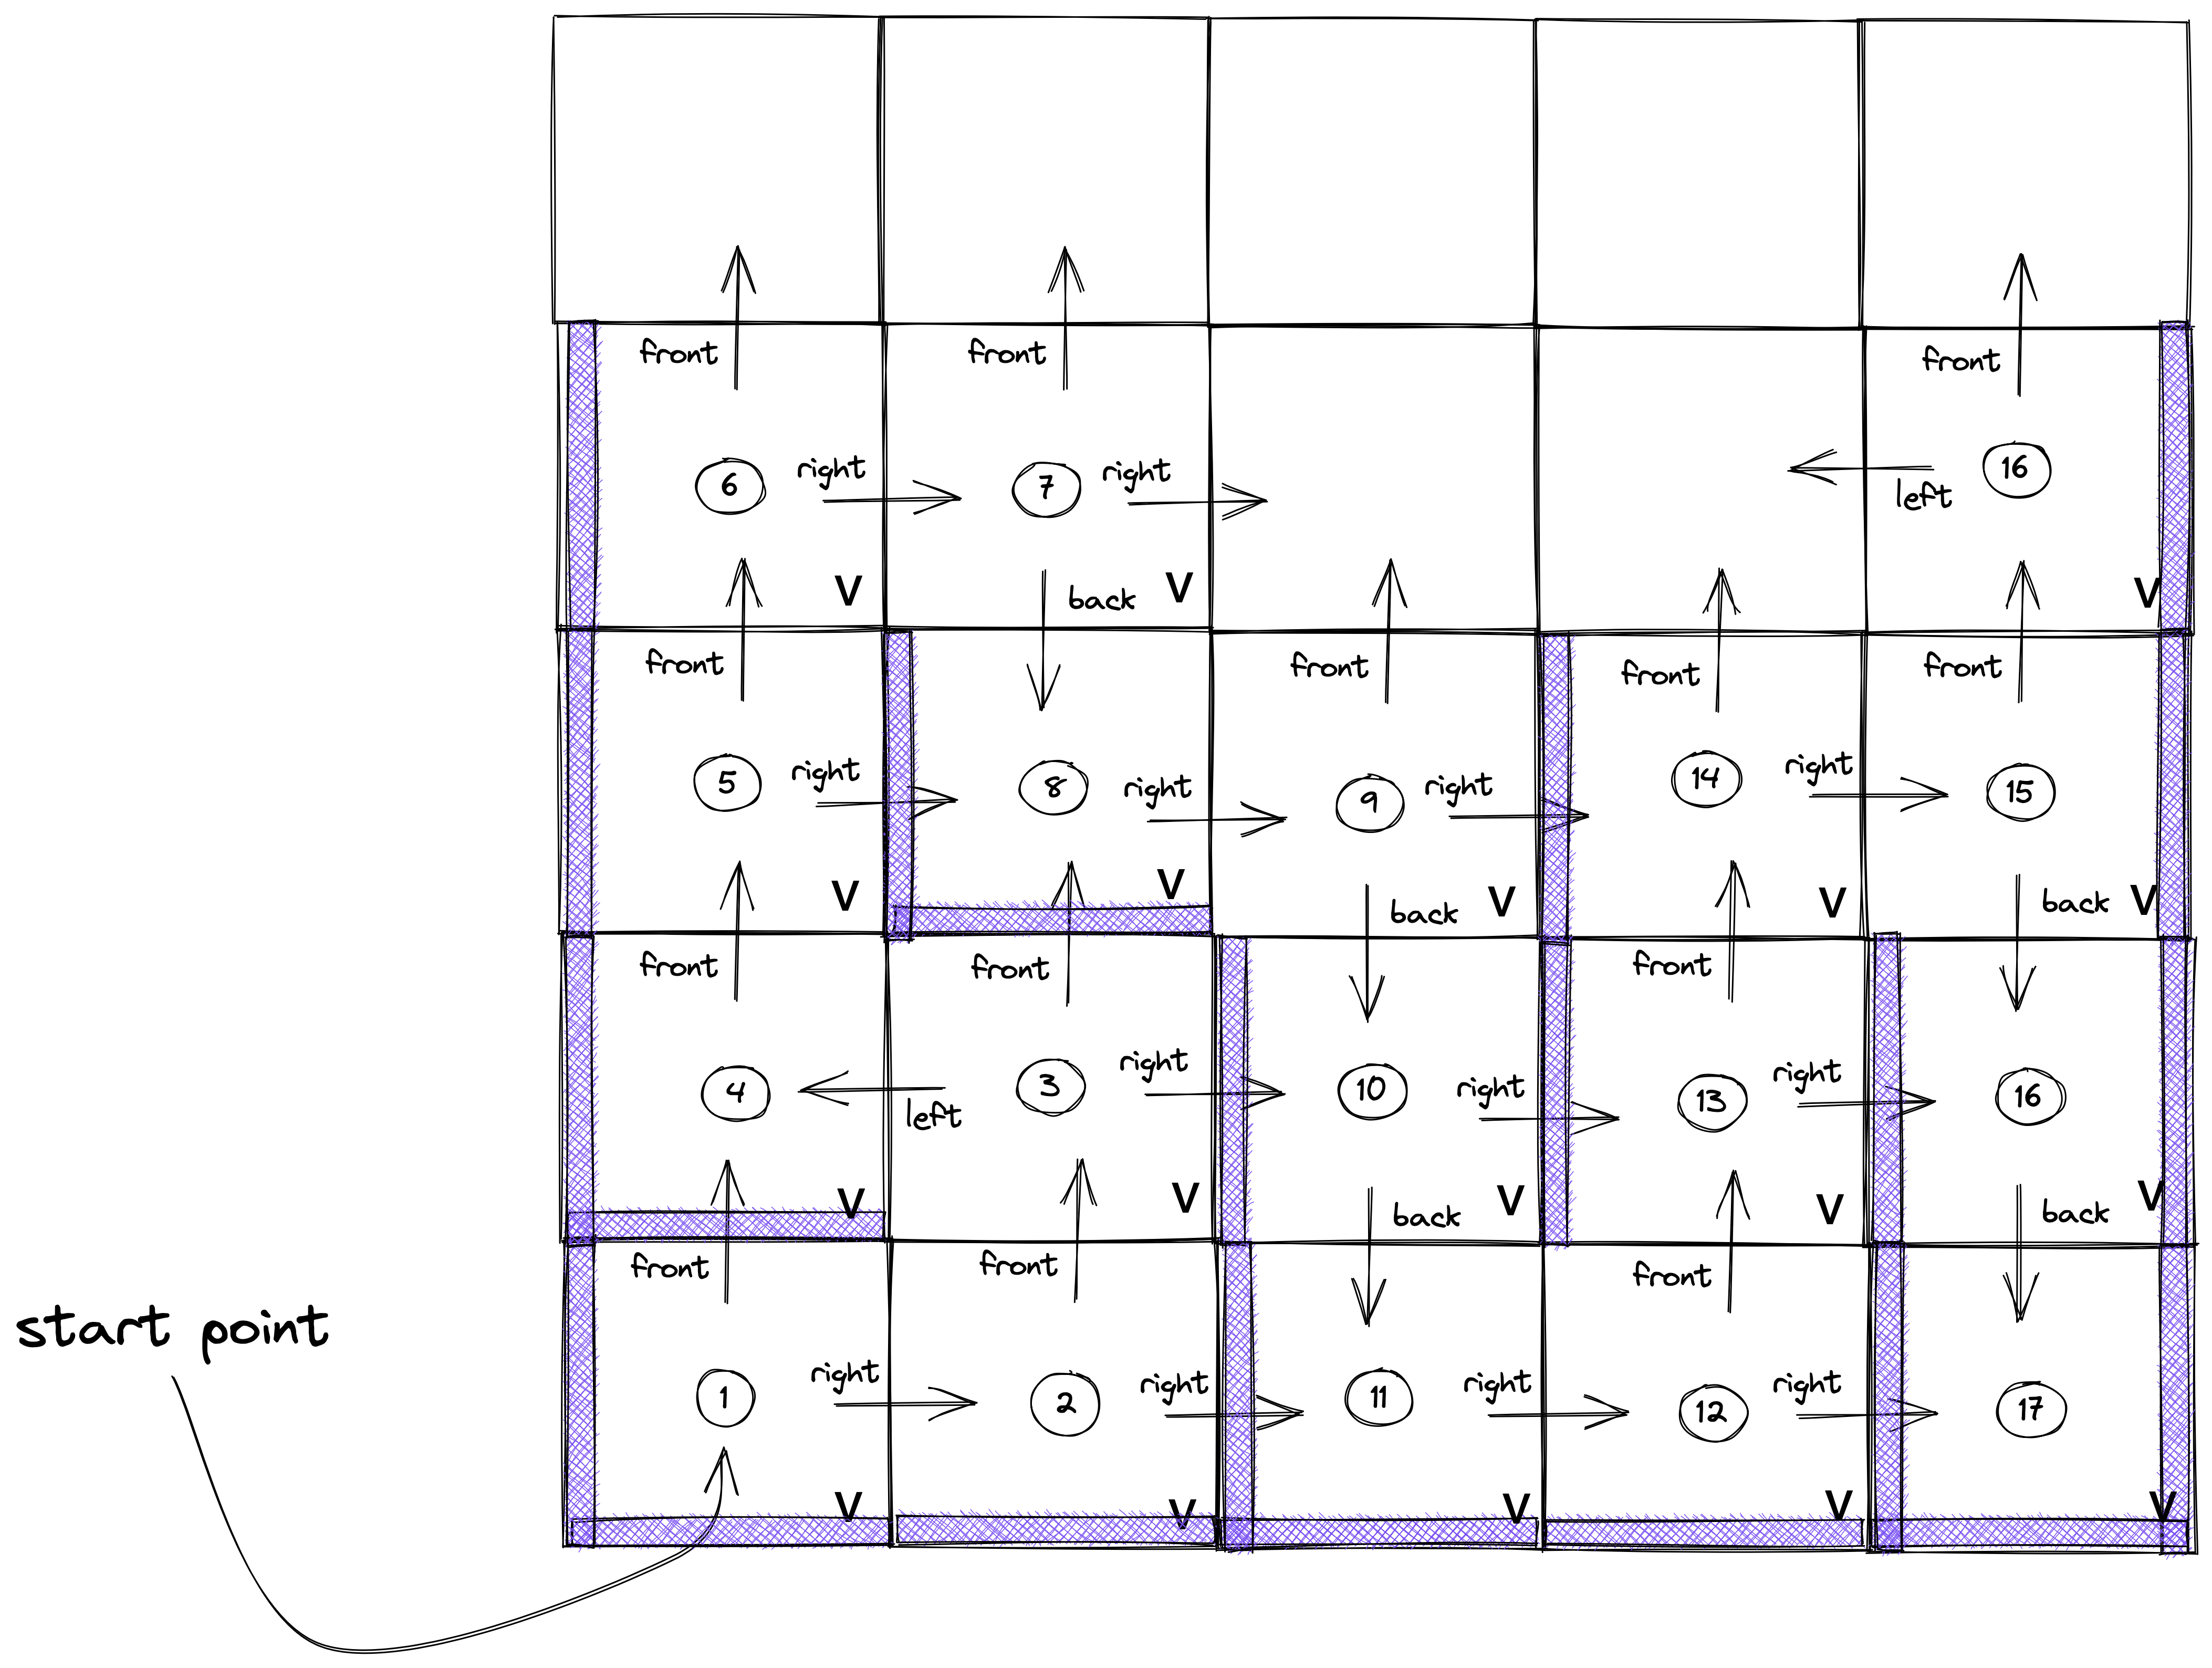 front
front
front
6
right
7
right
left
16
V
back
V
V
front
front
front
front
5
right
8
right
9
right
14
right
15
V
V
back
V
V
back
V
front
front
front
4
left
3
right
10
right
13
right
16
V
V
back
V
V
back
V
front
front
front
start point
1
right
2
right
11
right
12
right
17
V
V
V
V
V